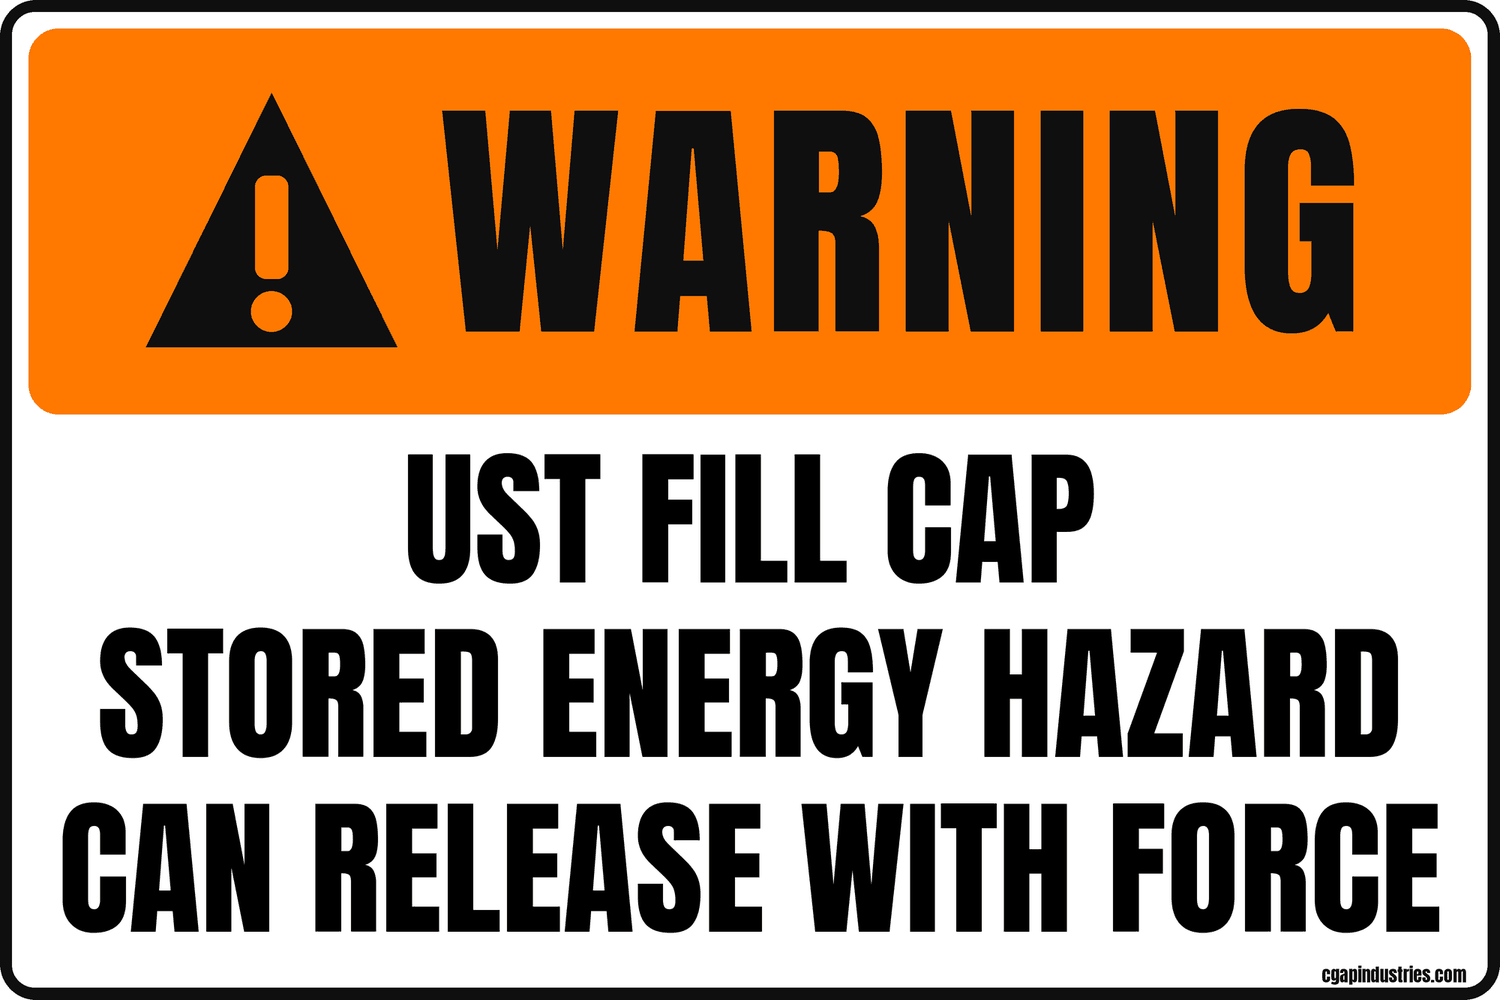 WARNING
UST FILL CAP
STORED ENERGY HAZARD
CAN RELEASE WITH FORCE
cgapindustries.com